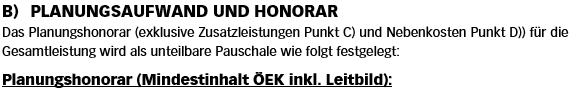 B) PLANUNGSAUFWAND UND HONORAR
Das Planungshonorar (exklusive Zusatzleistungen Punkt C) und Nebenkosten Punkt D)) für die
Gesamtleistung wird als unteilbare Pauschale wie folgt festgelegt:
Planungshonorar (Mindestinhalt ÖEK inkl. Leitbild):